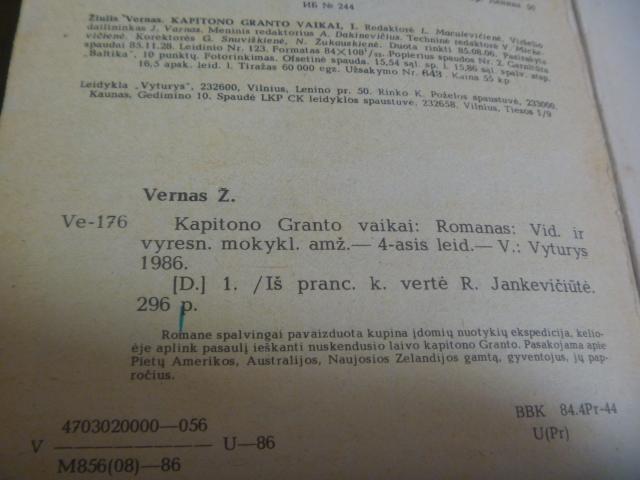 ИБ № 244
Žiulis Vernas. KAPITONO GRANTO VAIKAI, I. Redaktorė L. Maculevičienė. Viršelio
dailininkas J. Varnas. Meninis redaktorius A. Dakinevičius. Techninė redaktorė V. Micke-
vičienė. Korektorės G. Snuviškienė, N. Žukauskienė. Duota rinkti 85.08.06. Pasirašyta
spaudai 85.11.28. Leidinio Nr. 123. Formatas 84×108¹/₃₂. Popierius spaudos Nr. 2. Garnitūra
"Baltika", 10 punktų. Fotorinkimas. Ofsetinė spauda. 15,54 sąl. sp. l. 15,86 sąl. spalv. atsp.
16,5 apsk. leid. l. Tiražas 60 000 egz. Užsakymo Nr. 643. Kaina 55 kp
Leidykla „Vyturys", 232600, Vilnius, Lenino pr. 50. Rinko K. Poželos spaustuvė, 233000,
Kaunas, Gedimino 10. Spaudė LKP CK leidyklos spaustuvė, 232658, Vilnius, Tiesos 1/9
Vernas Ž.
Ve-176 Kapitono Granto vaikai: Romanas: Vid. ir
vyresn. mokykl. amž.— 4-asis leid.— V.: Vyturys
1986.
[D.] 1. /Iš pranc. k. vertė R. Jankevičiūtė.
296 p.
Romane spalvingai pavaizduota kupina įdomių nuotykių ekspedicija, kelio-
ėje aplink pasaulį ieškanti nuskendusio laivo kapitono Granto. Pasakojama apie
Pietų Amerikos, Australijos, Naujosios Zelandijos gamtą, gyventojus, jų pap-
ročius.
V 4703020000—056 U—86
M856(08)—86
BBK 84.4Pr-44
U(Pr)